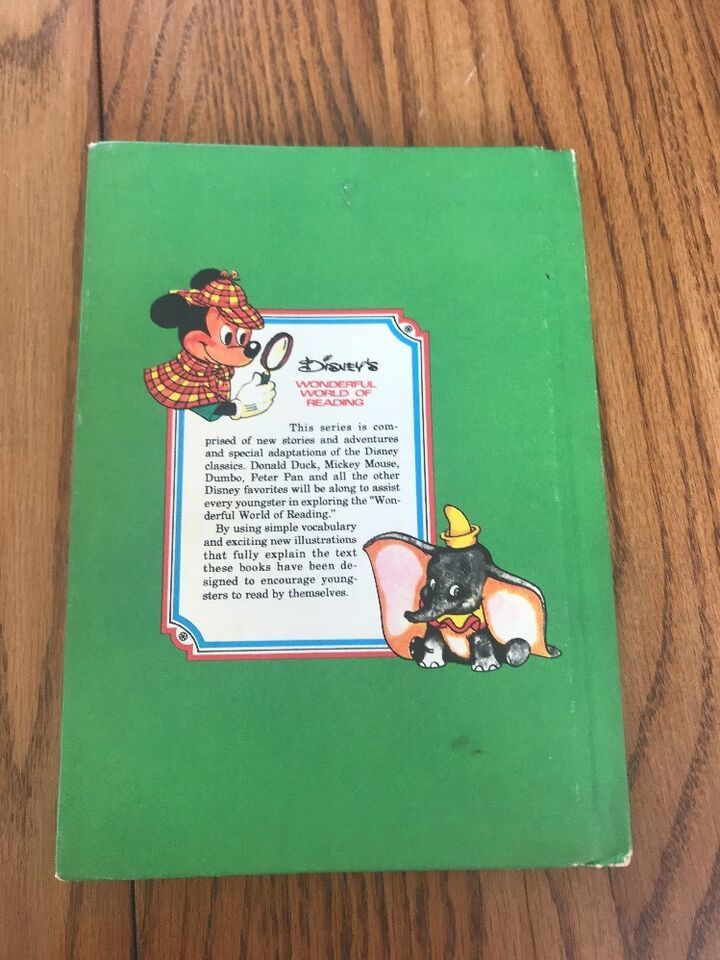 Disney's
WONDERFUL
WORLD OF
READING
This series is com-
prised of new stories and adventures
and special adaptations of the Disney
classics. Donald Duck, Mickey Mouse,
Dumbo, Peter Pan and all the other
Disney favorites will be along to assist
every youngster in exploring the "Won-
derful World of Reading."
By using simple vocabulary
and exciting new illustrations
that fully explain the text
these books have been de-
signed to encourage young-
sters to read by themselves.